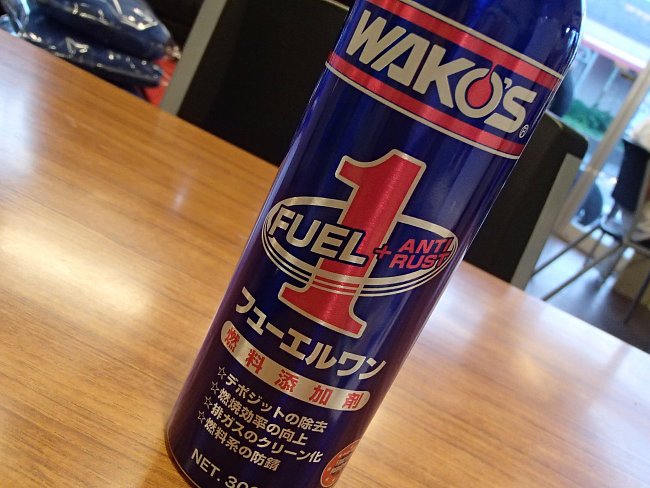 WAKO'S®
1
FUEL + ANTI RUST
フューエルワン
燃料添加剤
☆デポジットの除去
☆燃焼効率の向上
☆排ガスのクリーン化
☆燃料系の防錆
NET.